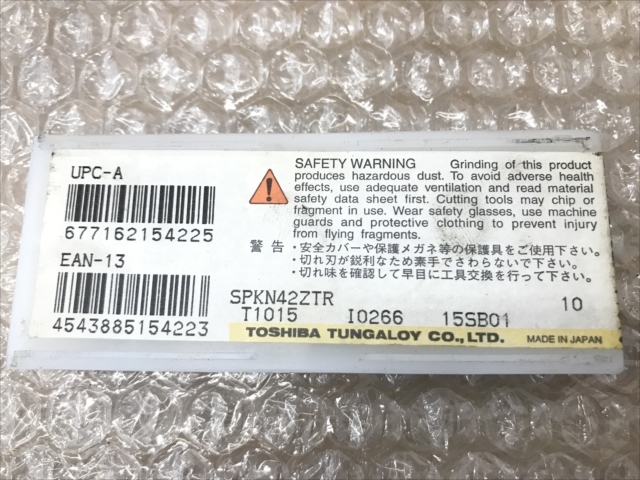 UPC-A
677162154225
EAN-13
4543885154223
SAFETY WARNING Grinding of this product
produces hazardous dust. To avoid adverse health
effects, use adequate ventilation and read material
safety data sheet first. Cutting tools may chip or
fragment in use. Wear safety glasses, use machine
guards and protective clothing to prevent injury
from flying fragments.
警告・安全カバーや保護メガネ等の保護具をご使用下さい。
・切れ刃が鋭利なため素手でさわらないで下さい。
・切れ味を確認して早目に工具交換を行って下さい。
SPKN42ZTR
T1015 I0266 15SB01 10
TOSHIBA TUNGALOY CO., LTD. MADE IN JAPAN